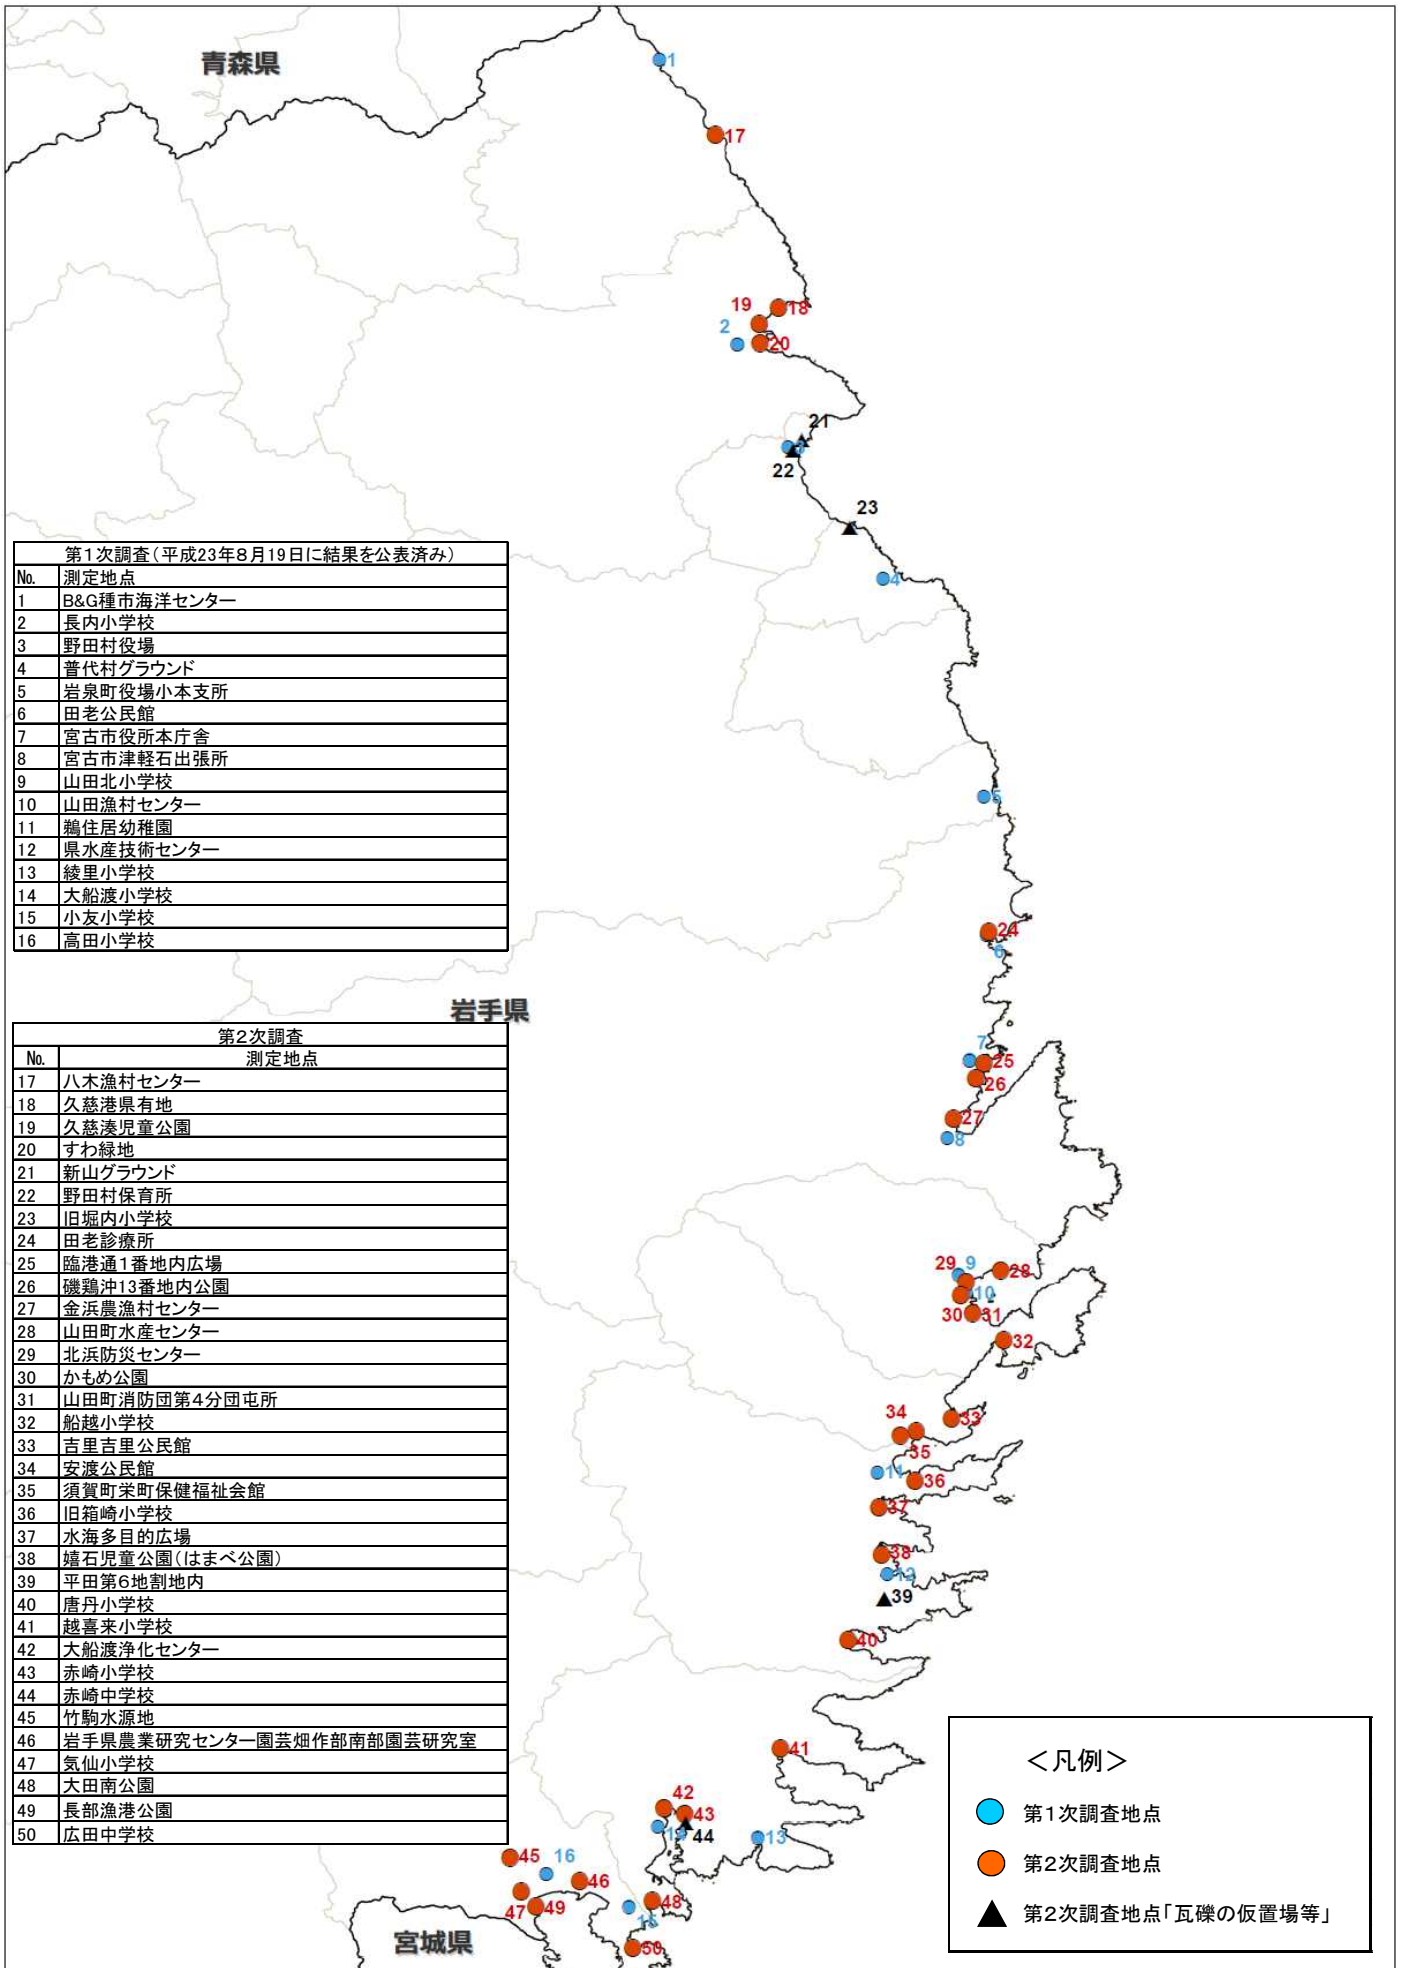 青森県
1
17
19
18
2
20
21
3
22
23
第1次調査(平成23年8月19日に結果を公表済み)
No. 測定地点
1 B&G種市海洋センター
2 長内小学校
3 野田村役場
4 普代村グラウンド
5 岩泉町役場小本支所
6 田老公民館
7 宮古市役所本庁舎
8 宮古市津軽石出張所
9 山田北小学校
10 山田漁村センター
11 鵜住居幼稚園
12 県水産技術センター
13 綾里小学校
14 大船渡小学校
15 小友小学校
16 高田小学校
4
5
24
6
岩手県
第2次調査
No. 測定地点
17 八木漁村センター
18 久慈港県有地
19 久慈湊児童公園
20 すわ緑地
21 新山グラウンド
22 野田村保育所
23 旧堀内小学校
24 田老診療所
25 臨港通1番地内広場
26 磯鶏沖13番地内公園
27 金浜農漁村センター
28 山田町水産センター
29 北浜防災センター
30 かもめ公園
31 山田町消防団第4分団屯所
32 船越小学校
33 吉里吉里公民館
34 安渡公民館
35 須賀町栄町保健福祉会館
36 旧箱崎小学校
37 水海多目的広場
38 嬉石児童公園(はまべ公園)
39 平田第6地割地内
40 唐丹小学校
41 越喜来小学校
42 大船渡浄化センター
43 赤崎小学校
44 赤崎中学校
45 竹駒水源地
46 岩手県農業研究センター園芸畑作部南部園芸研究室
47 気仙小学校
48 大田南公園
49 長部漁港公園
50 広田中学校
7
25
26
27
8
29 9
28
10
30 31
32
34
33
35
11
36
37
38
12
39
40
41
42
43
14
44
13
45
16
46
47 49
48
15
50
宮城県
<凡例>
第1次調査地点
第2次調査地点
第2次調査地点「瓦礫の仮置場等」